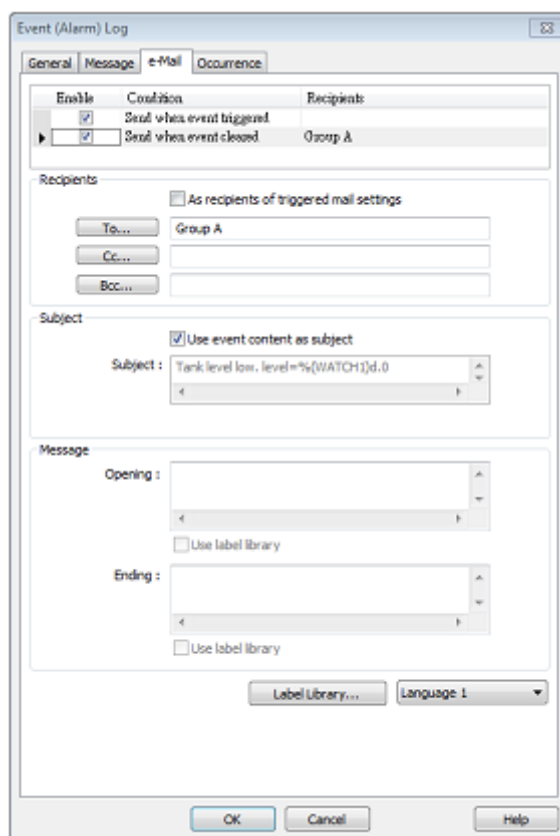 Event (Alarm) Log
General Message e-Mail Occurrence
Enable Condition Recipients
Send when event triggered
Send when event cleared Group A
Recipients
As recipients of triggered mail settings
To... Group A
Cc...
Bcc...
Subject
Use event content as subject
Subject : Tank level low. level=%(WATCH1)d.0
Message
Opening :
Use label library
Ending :
Use label library
Label Library... Language 1
OK Cancel Help